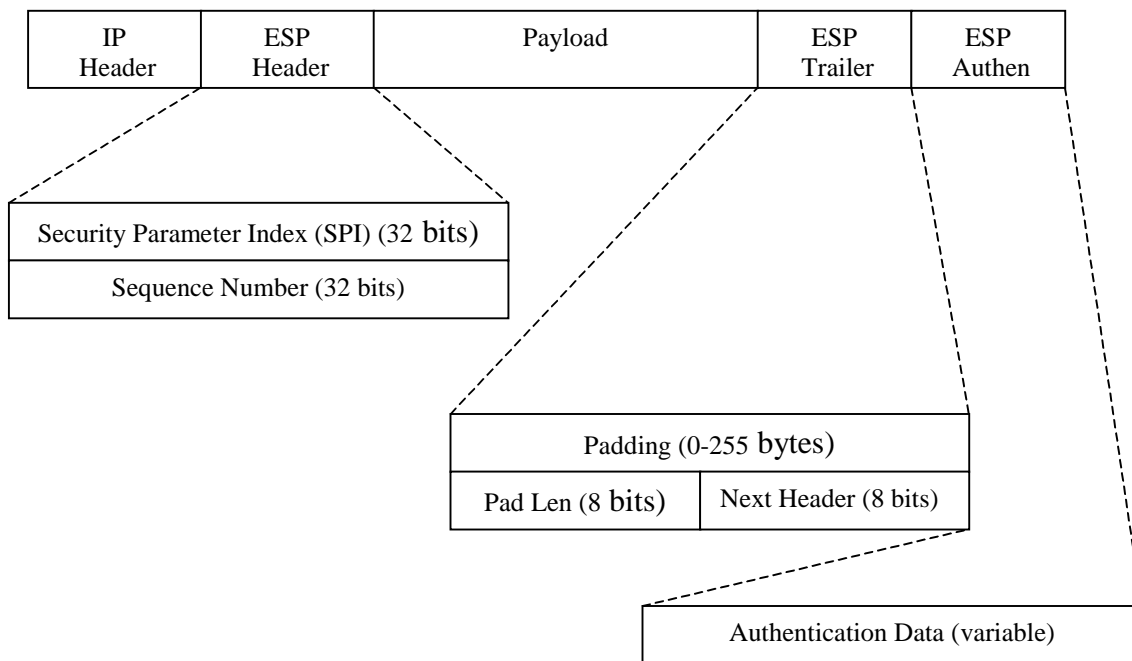 IP
Header
ESP
Header
Payload
ESP
Trailer
ESP
Authen
Security Parameter Index (SPI) (32 bits)
Sequence Number (32 bits)
Padding (0-255 bytes)
Pad Len (8 bits)
Next Header (8 bits)
Authentication Data (variable)